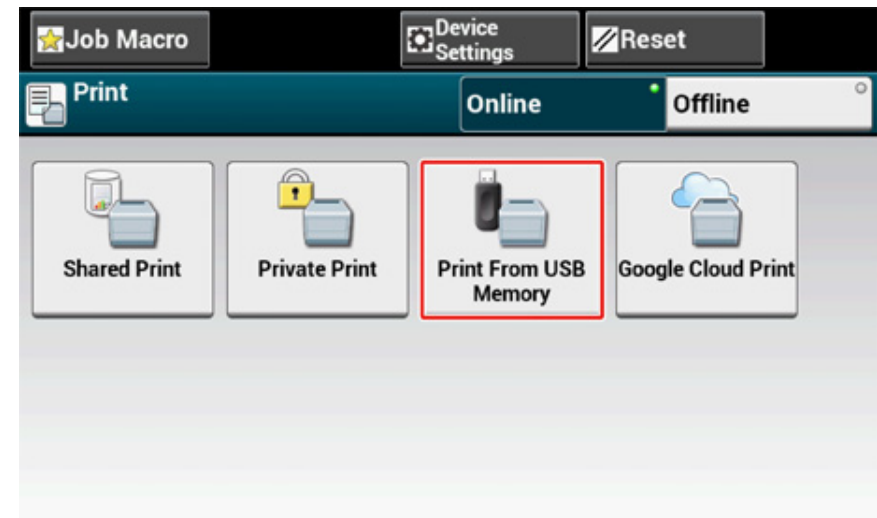 Job Macro
Device
Settings
Reset
Print
Online
Offline
Shared Print
Private Print
Print From USB
Memory
Google Cloud Print